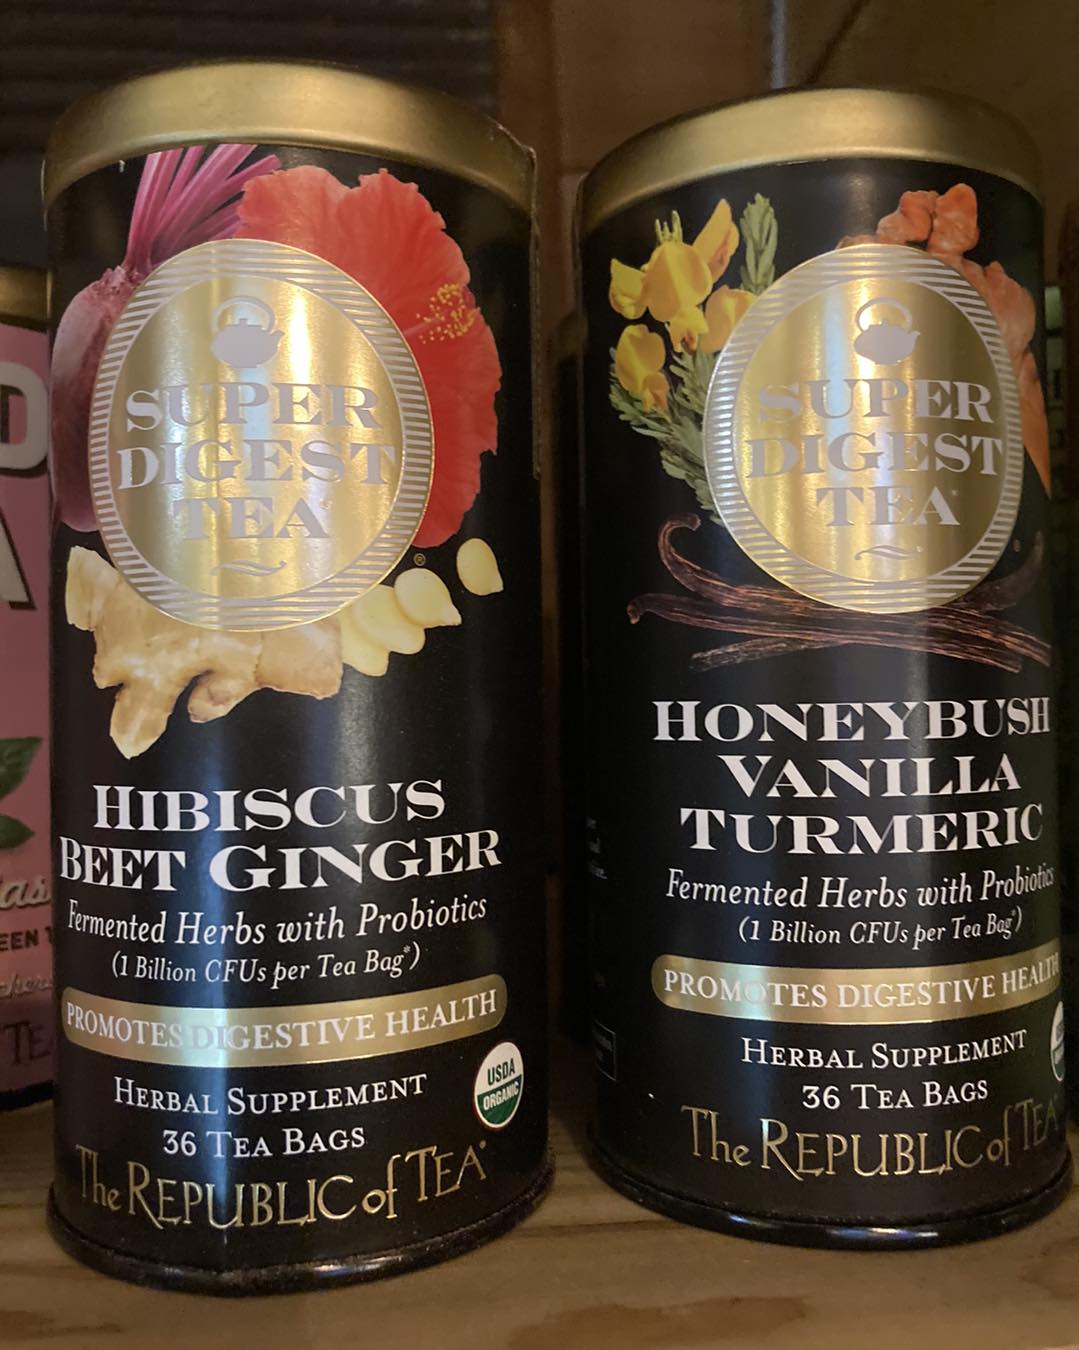 SUPER
DIGEST
TEA
HIBISCUS
BEET GINGER
Fermented Herbs with Probiotics
(1 Billion CFUs per Tea Bag*)
PROMOTES DIGESTIVE HEALTH
HERBAL SUPPLEMENT
36 TEA BAGS
USDA
ORGANIC
The REPUBLIC of TEA
SUPER
DIGEST
TEA
HONEYBUSH
VANILLA
TURMERIC
Fermented Herbs with Probiotics
(1 Billion CFUs per Tea Bag*)
PROMOTES DIGESTIVE HEALTH
HERBAL SUPPLEMENT
36 TEA BAGS
The REPUBLIC of TEA